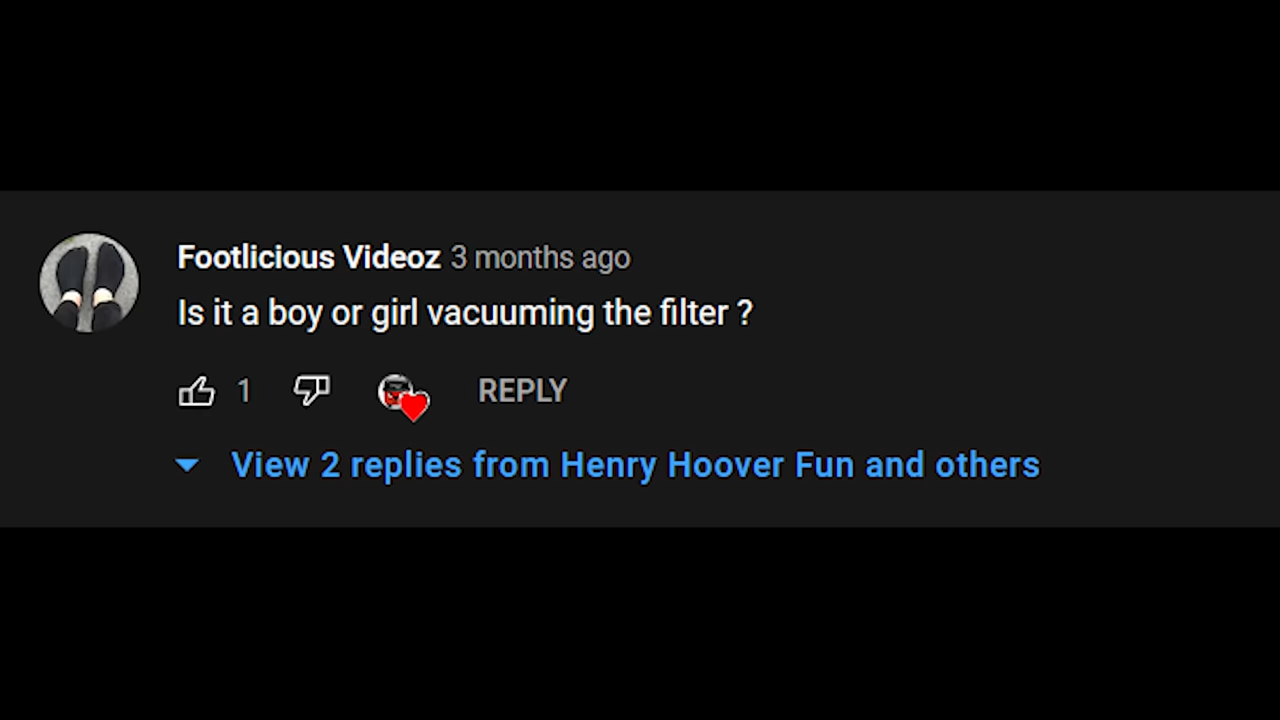 Footlicious Videoz 3 months ago
Is it a boy or girl vacuuming the filter ?
1 REPLY
View 2 replies from Henry Hoover Fun and others